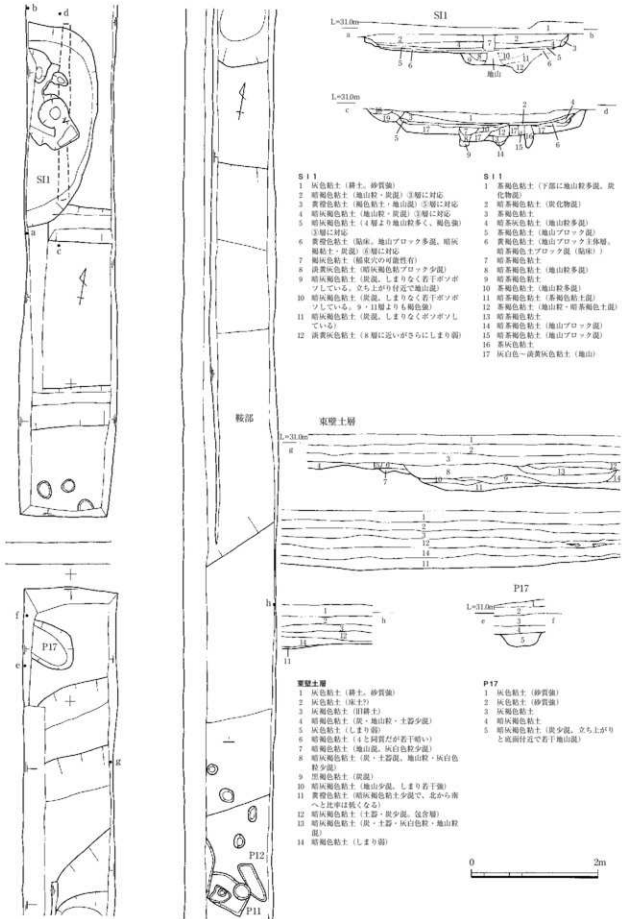 b
d
SI1
a
c
f
P17
e
g
鞍部
h
P12
P11
SI1
L=31.0m
a
b
地山
L=31.0m
c
d
SI1
1 灰色粘土（耕土、砂質強）
2 暗褐色粘土（地山粒・炭混）③層に対応
3 黄橙色粘土（褐色粘土・地山混）⑤層に対応
4 暗灰褐色粘土（地山粒・炭混）③層に対応
5 暗灰褐色粘土（4層より地山粒多く、褐色強）
③層に対応
6 黄橙色粘土（貼床、地山ブロック多混、暗灰
褐粘土・炭混）⑥層に対応
7 褐灰色粘土（補束穴の可能性有）
8 淡黄灰色粘土（暗灰褐色粘ブロック少混）
9 暗灰褐色粘土（炭混、しまりなく若干ボソボ
ソしている、立ち上がり付近で地山混）
10 暗灰褐色粘土（炭混、しまりなく若干ボソボ
ソしている。9・11層よりも褐色強）
11 暗灰褐色粘土（炭混、しまりなくボソボソし
ている）
12 淡黄灰色粘土（8層に近いがさらにしまり弱）
SI1
1 茶褐色粘土（下部に地山粒多混、炭
化物混）
2 暗茶褐色粘土（炭化物混）
3 茶褐色粘土
4 暗茶灰色粘土（地山粒多混）
5 茶褐色粘土（地山ブロック混）
6 黄褐色粘土（地山ブロック主体層、
暗茶褐色土ブロック混（貼床））
7 暗茶褐色粘土
8 暗茶褐色粘土（地山粒多混）
9 暗茶褐色粘土
10 茶褐色粘土（地山粒多混）
11 暗茶褐色粘土（茶褐色粘土混）
12 茶褐色粘土（地山粒・暗茶褐色土混）
13 暗茶褐色粘土
14 暗茶褐色粘土（地山ブロック混）
15 暗茶褐色粘土（地山ブロック混）
16 茶灰色粘土
17 灰白色～淡黄灰色粘土（地山）
東壁土層
L=31.0m
g
h
P17
L=31.0m
e
f
東壁土層
1 灰色粘土（耕土、砂質強）
2 灰色粘土（床土?）
3 灰褐色粘土（旧耕土）
4 暗褐色粘土（炭・地山粒・土器少混）
5 灰色粘土（しまり弱）
6 暗褐色粘土（4と同質だが若干暗い）
7 暗褐色粘土（地山混、灰白色粒少混）
8 暗灰褐色粘土（炭・土器混、地山粒・灰白色
粒少混）
9 黒褐色粘土（炭混）
10 暗灰褐色粘土（地山少混、しまり若干強）
11 黄橙色粘土（暗灰褐色粘土少混で、北から南
へと比率は低くなる）
12 暗灰褐色粘土（土器・炭少混、包含層）
13 暗灰褐色粘土（炭・土器・灰白色粒・地山粒
混）
14 暗褐色粘土（しまり弱）
P17
1 灰色粘土（砂質強）
2 灰色粘土（砂質強）
3 灰褐色粘土
4 暗灰褐色粘土
5 暗灰褐色粘土（炭少混、立ち上がり
と底面付近で若干地山混）
0 2m